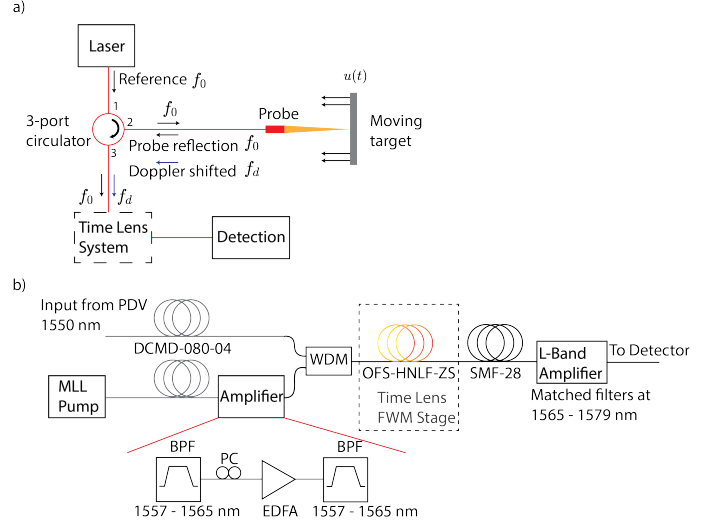 a)
Laser
Reference f₀
u(t)
1
f₀
3-port
circulator
2
Probe
Moving
target
3
Probe reflection f₀
Doppler shifted f_d
f₀
f_d
Time Lens
System
Detection
b)
Input from PDV
1550 nm
DCMD-080-04
WDM
OFS-HNLF-ZS
SMF-28
L-Band
Amplifier
To Detector
MLL
Pump
Amplifier
Time Lens
FWM Stage
Matched filters at
1565 - 1579 nm
BPF
PC
BPF
1557 - 1565 nm
EDFA
1557 - 1565 nm